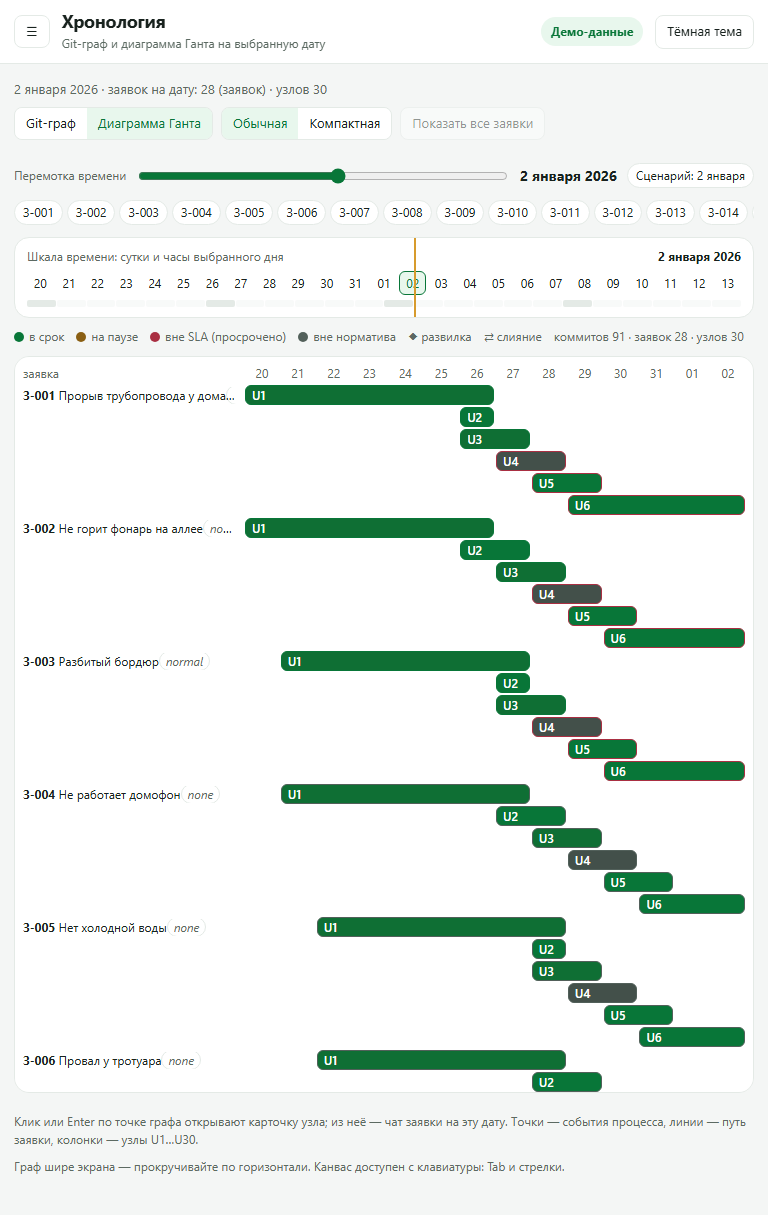 ☰ Хронология
Git-граф и диаграмма Ганта на выбранную дату
Демо-данные
Тёмная тема
2 января 2026 · заявок на дату: 28 (заявок) · узлов 30
Git-граф Диаграмма Ганта Обычная Компактная Показать все заявки
Перемотка времени 2 января 2026 Сценарий: 2 января
З-001 З-002 З-003 З-004 З-005 З-006 З-007 З-008 З-009 З-010 З-011 З-012 З-013 З-014
Шкала времени: сутки и часы выбранного дня 2 января 2026
20 21 22 23 24 25 26 27 28 29 30 31 01 02 03 04 05 06 07 08 09 10 11 12 13
в срок на паузе вне SLA (просрочено) вне норматива ◆ развилка ⇄ слияние коммитов 91 · заявок 28 · узлов 30
заявка 20 21 22 23 24 25 26 27 28 29 30 31 01 02
З-001 Прорыв трубопровода у дома… U1
U2
U3
U4
U5
U6
З-002 Не горит фонарь на аллее no… U1
U2
U3
U4
U5
U6
З-003 Разбитый бордюр normal U1
U2
U3
U4
U5
U6
З-004 Не работает домофон none U1
U2
U3
U4
U5
U6
З-005 Нет холодной воды none U1
U2
U3
U4
U5
U6
З-006 Провал у тротуара none U1
U2
Клик или Enter по точке графа открывают карточку узла; из неё — чат заявки на эту дату. Точки — события процесса, линии — путь
заявки, колонки — узлы U1…U30.
Граф шире экрана — прокручивайте по горизонтали. Канвас доступен с клавиатуры: Tab и стрелки.